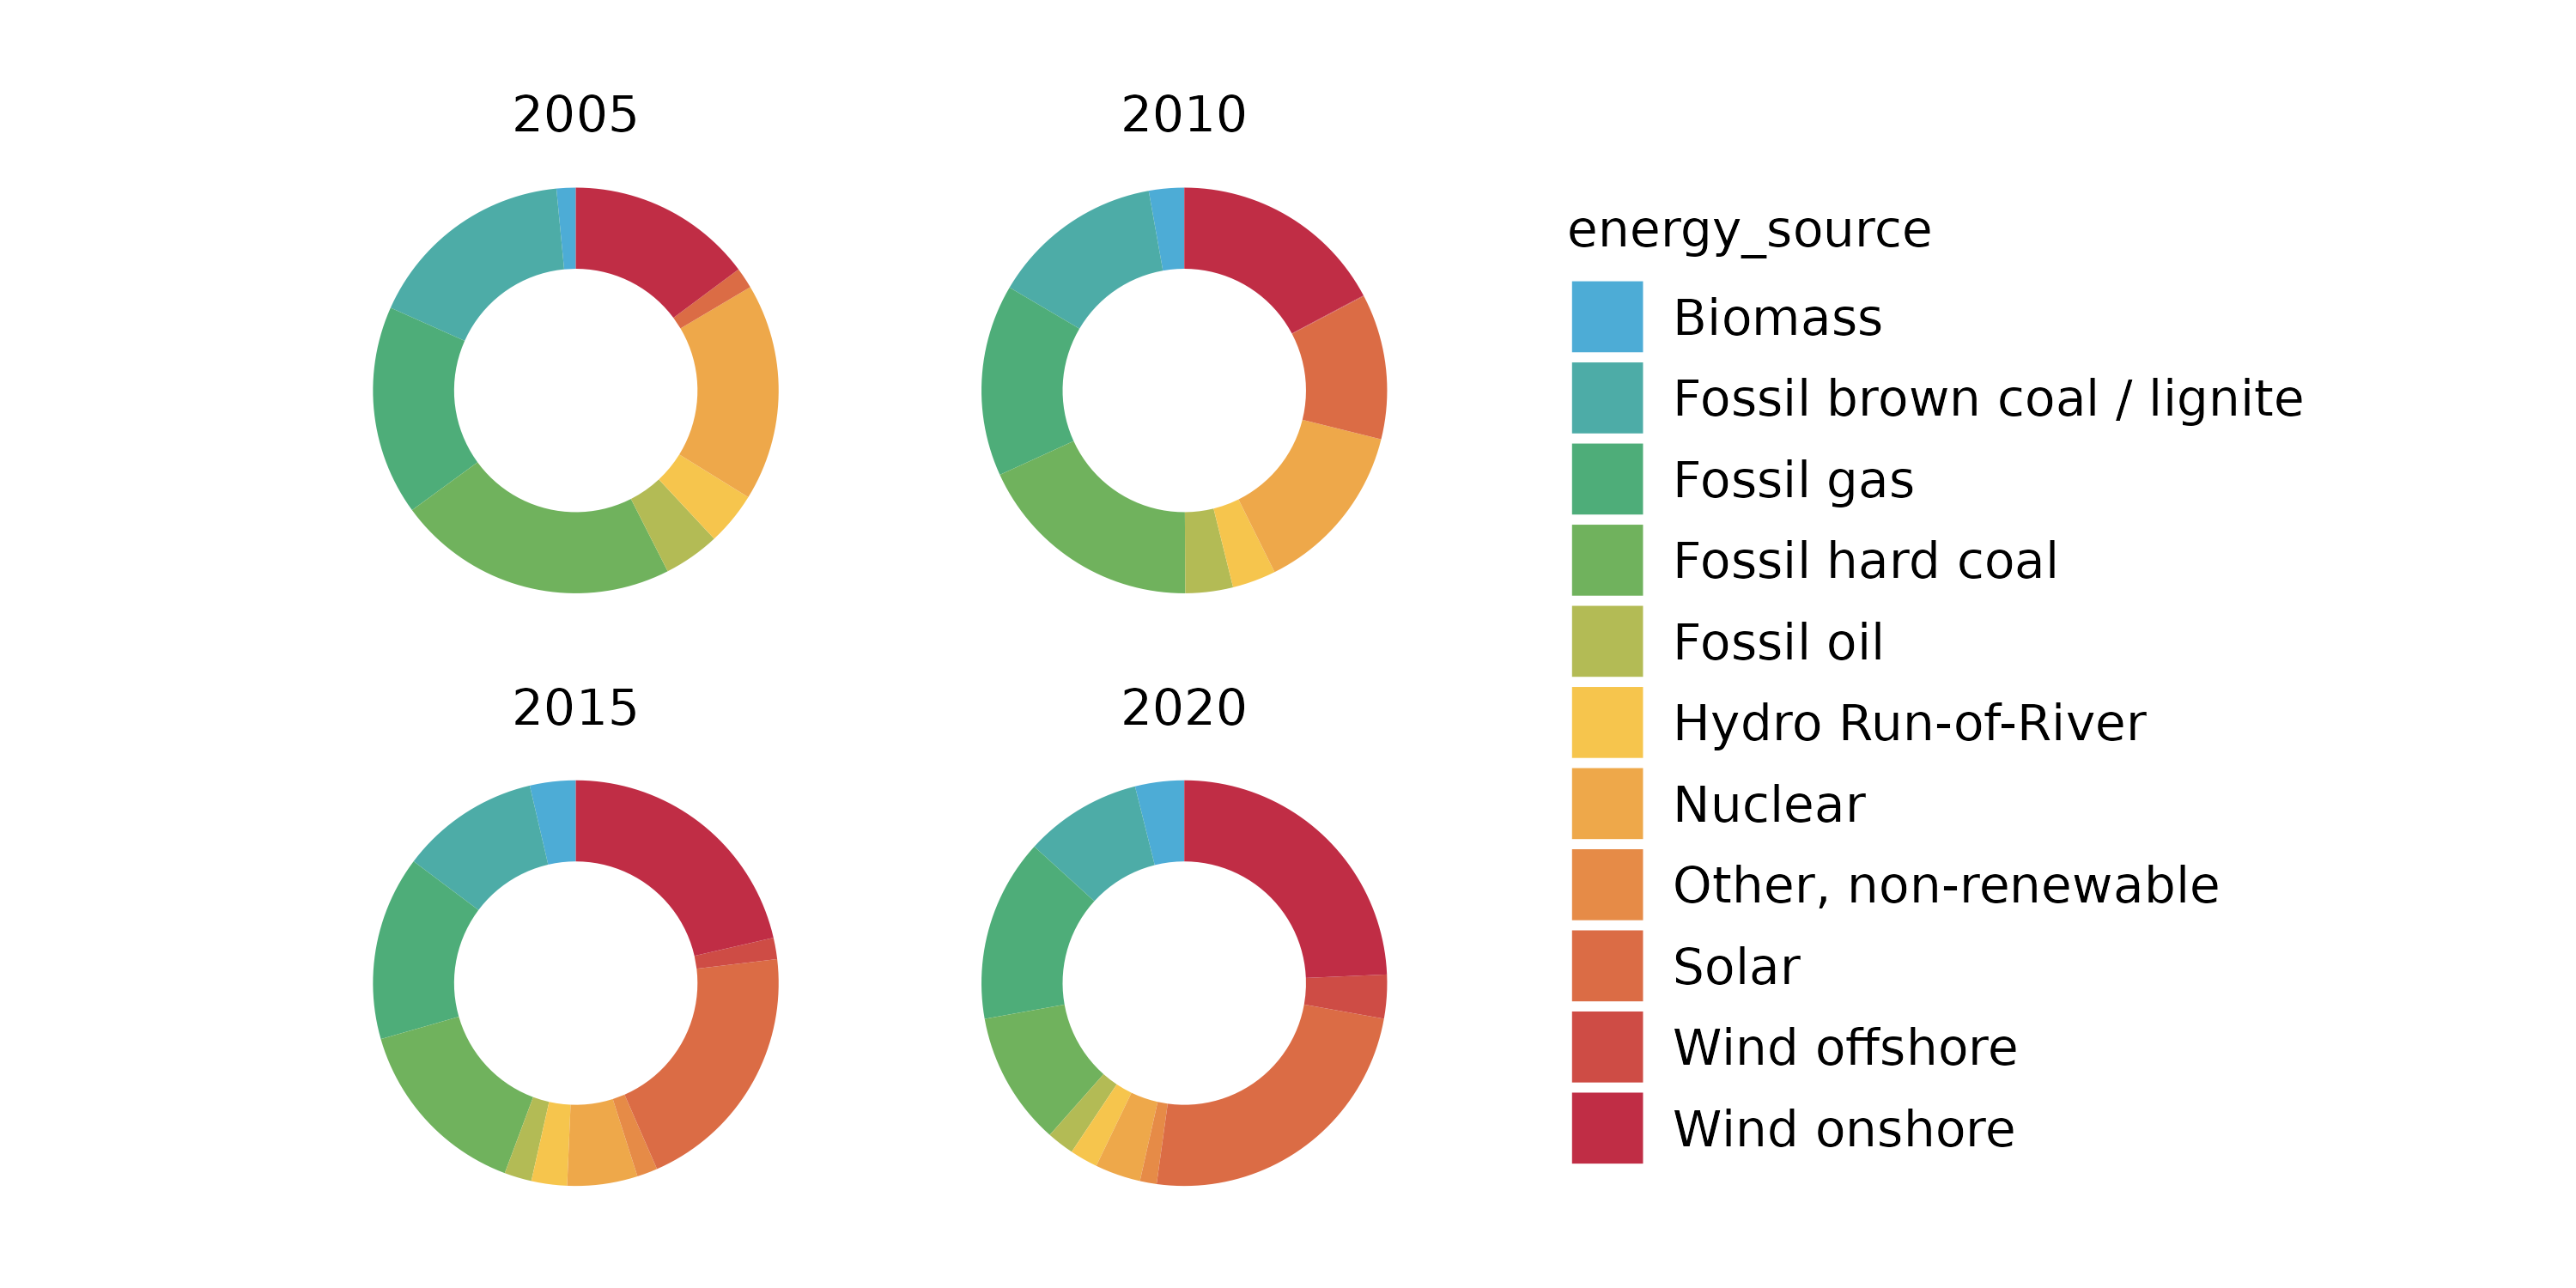 2005
2010
2015
2020
energy_source
Biomass
Fossil brown coal / lignite
Fossil gas
Fossil hard coal
Fossil oil
Hydro Run-of-River
Nuclear
Other, non-renewable
Solar
Wind offshore
Wind onshore